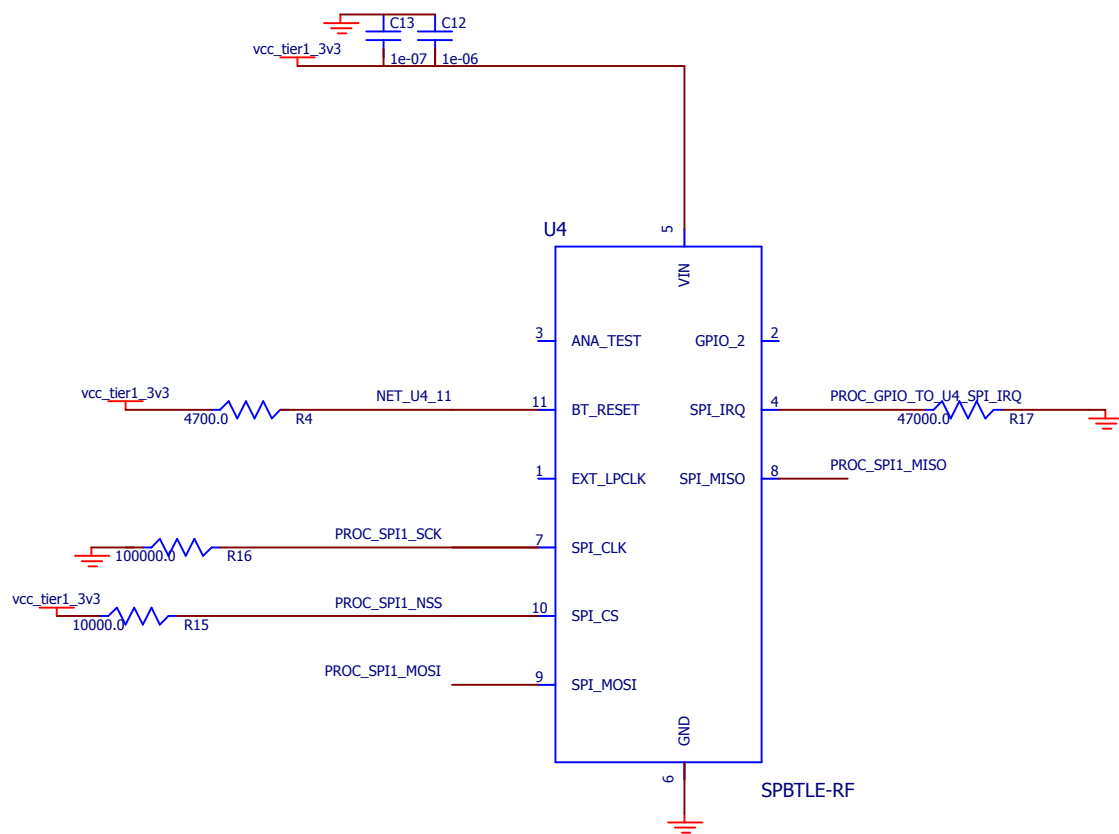 C13 C12
vcc_tier1_3v3
1e-07 1e-06
U4
5
VIN
3 ANA_TEST GPIO_2 2
vcc_tier1_3v3
4700.0 R4
NET_U4_11
11 BT_RESET SPI_IRQ 4
PROC_GPIO_TO_U4_SPI_IRQ
47000.0 R17
1 EXT_LPCLK SPI_MISO 8
PROC_SPI1_MISO
PROC_SPI1_SCK
100000.0 R16
7 SPI_CLK
vcc_tier1_3v3
10000.0 R15
PROC_SPI1_NSS
10 SPI_CS
PROC_SPI1_MOSI
9 SPI_MOSI
GND
6
SPBTLE-RF